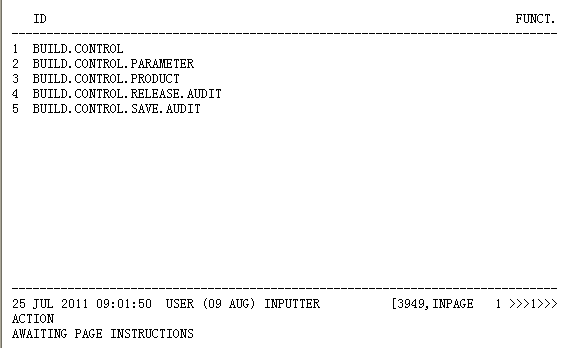 ID FUNCT.
1 BUILD.CONTROL
2 BUILD.CONTROL.PARAMETER
3 BUILD.CONTROL.PRODUCT
4 BUILD.CONTROL.RELEASE.AUDIT
5 BUILD.CONTROL.SAVE.AUDIT
25 JUL 2011 09:01:50 USER (09 AUG) INPUTTER [3949,INPAGE 1 >>>1>>>
ACTION
AWAITING PAGE INSTRUCTIONS